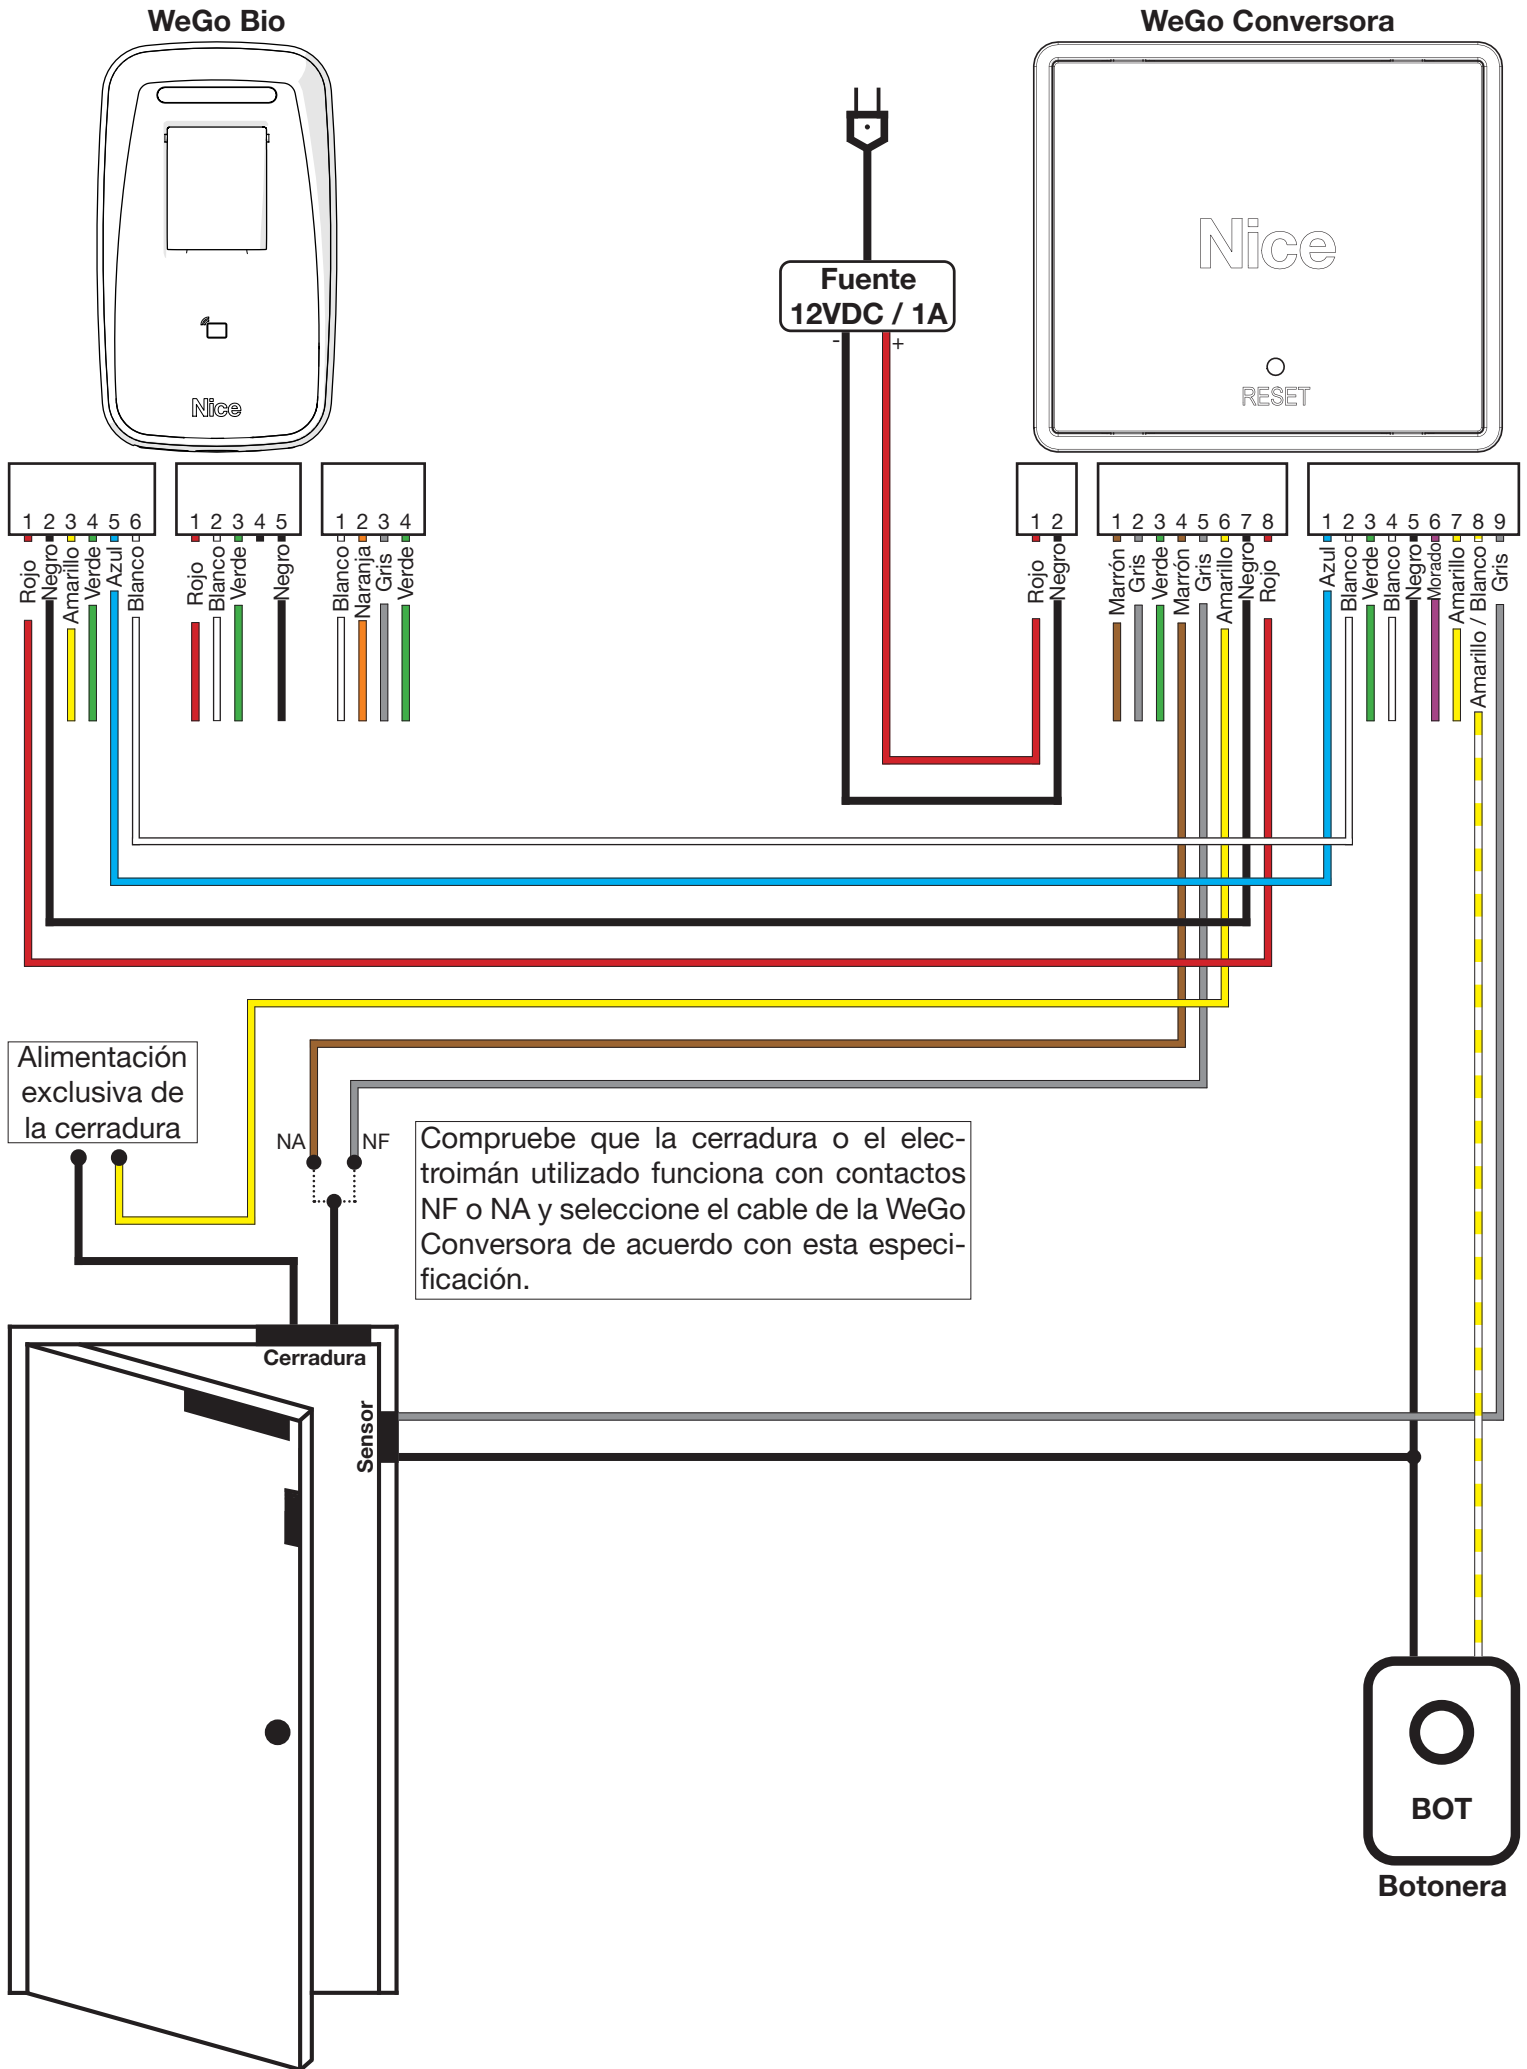 WeGo Bio
WeGo Conversora
Nice
Fuente
12VDC / 1A
-
+
Nice
RESET
1 2 3 4 5 6
Rojo
Negro
Amarillo
Verde
Azul
Blanco
1 2 3 4 5
Rojo
Blanco
Verde
Negro
1 2 3 4
Blanco
Naranja
Gris
Verde
1 2
Rojo
Negro
1 2 3 4 5 6 7 8
Marrón
Gris
Verde
Marrón
Gris
Amarillo
Negro
Rojo
1 2 3 4 5 6 7 8 9
Azul
Blanco
Verde
Blanco
Negro
Morado
Amarillo
Amarillo / Blanco
Gris
Alimentación
exclusiva de
la cerradura
NA
NF
Compruebe que la cerradura o el elec-
troimán utilizado funciona con contactos
NF o NA y seleccione el cable de la WeGo
Conversora de acuerdo con esta especi-
ficación.
Cerradura
Sensor
BOT
Botonera